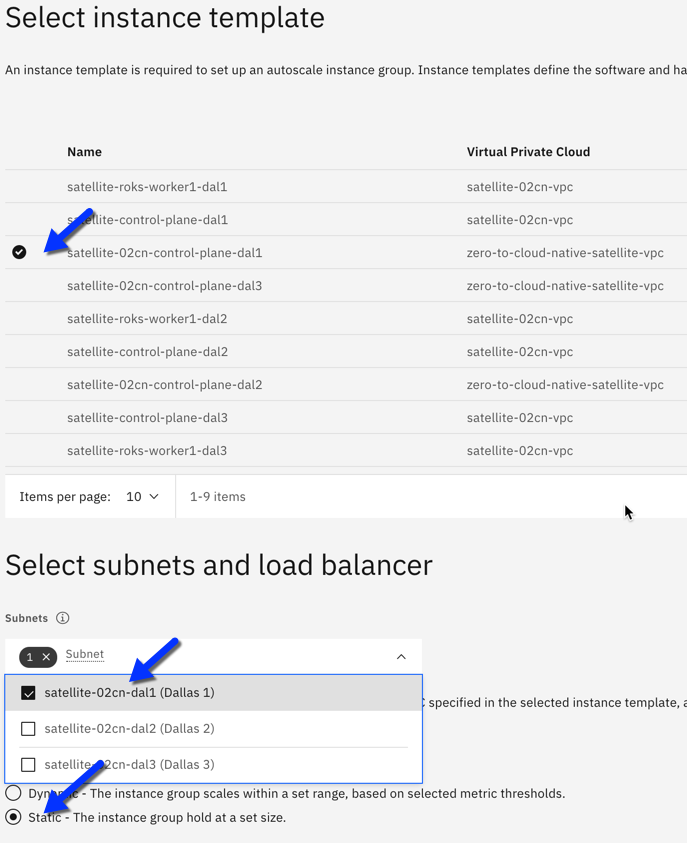 Select instance template
An instance template is required to set up an autoscale instance group. Instance templates define the software and ha
Name Virtual Private Cloud
satellite-roks-worker1-dal1 satellite-02cn-vpc
satellite-control-plane-dal1 satellite-02cn-vpc
satellite-02cn-control-plane-dal1 zero-to-cloud-native-satellite-vpc
satellite-02cn-control-plane-dal3 zero-to-cloud-native-satellite-vpc
satellite-roks-worker1-dal2 satellite-02cn-vpc
satellite-control-plane-dal2 satellite-02cn-vpc
satellite-02cn-control-plane-dal2 zero-to-cloud-native-satellite-vpc
satellite-control-plane-dal3 satellite-02cn-vpc
satellite-roks-worker1-dal3 satellite-02cn-vpc
Items per page: 10 1-9 items
Select subnets and load balancer
Subnets
1 Subnet
satellite-02cn-dal1 (Dallas 1)
specified in the selected instance template,
satellite-02cn-dal2 (Dallas 2)
satellite-02cn-dal3 (Dallas 3)
Dynamic - The instance group scales within a set range, based on selected metric thresholds.
Static - The instance group hold at a set size.